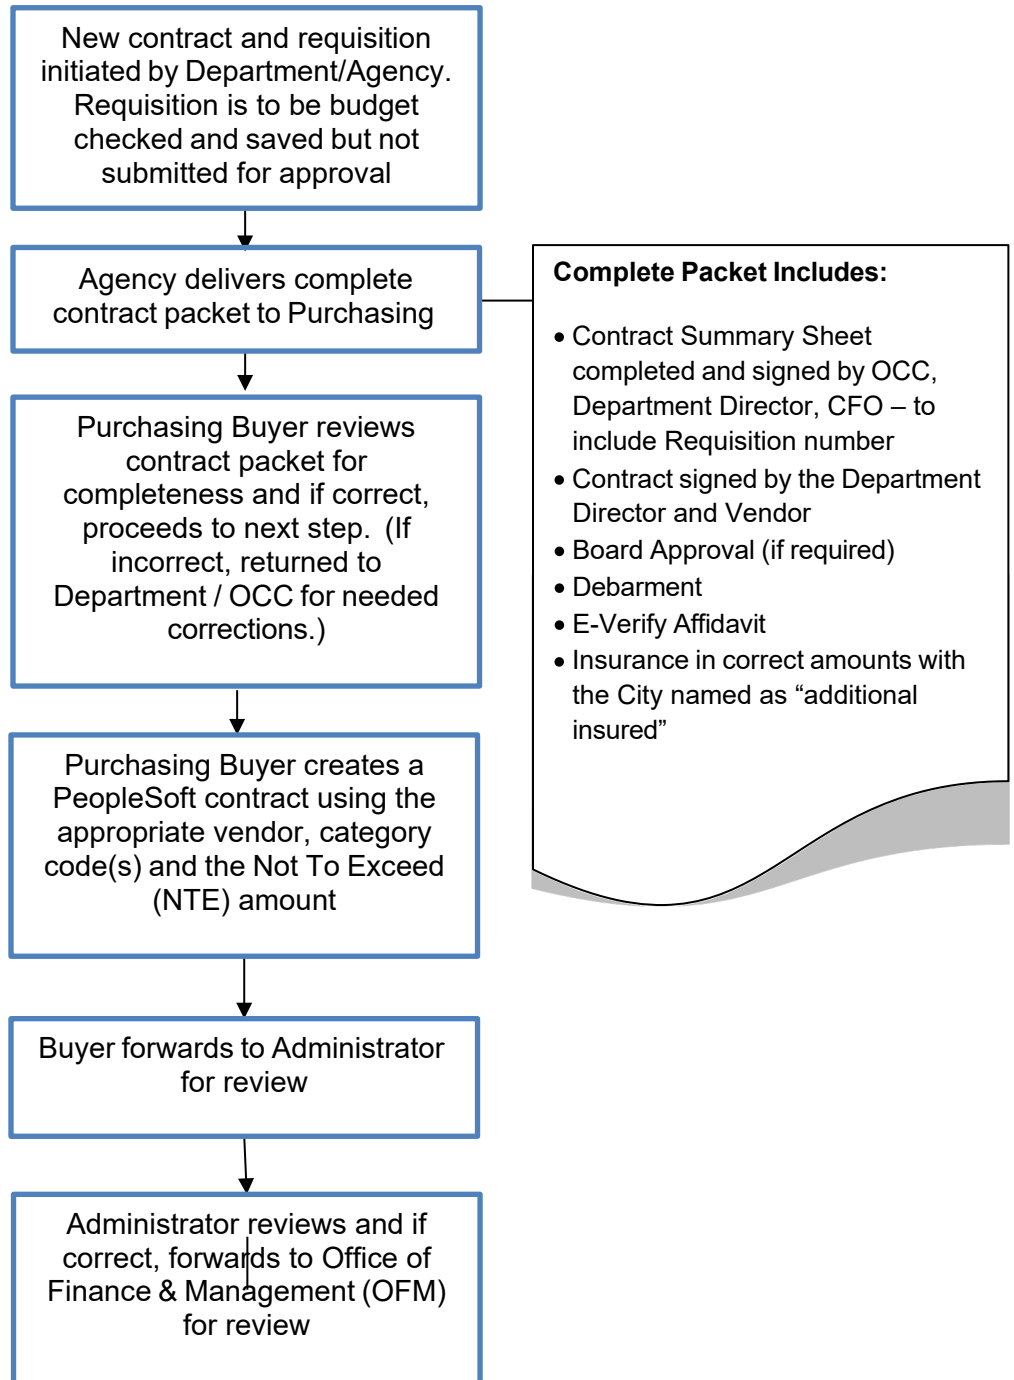 New contract and requisition
initiated by Department/Agency.
Requisition is to be budget
checked and saved but not
submitted for approval
Agency delivers complete
contract packet to Purchasing
Complete Packet Includes:
• Contract Summary Sheet
completed and signed by OCC,
Department Director, CFO – to
include Requisition number
• Contract signed by the Department
Director and Vendor
• Board Approval (if required)
• Debarment
• E-Verify Affidavit
• Insurance in correct amounts with
the City named as “additional
insured”
Purchasing Buyer reviews
contract packet for
completeness and if correct,
proceeds to next step. (If
incorrect, returned to
Department / OCC for needed
corrections.)
Purchasing Buyer creates a
PeopleSoft contract using the
appropriate vendor, category
code(s) and the Not To Exceed
(NTE) amount
Buyer forwards to Administrator
for review
Administrator reviews and if
correct, forwards to Office of
Finance & Management (OFM)
for review